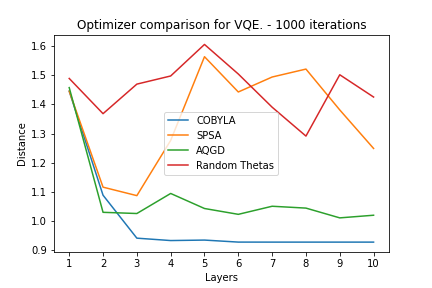 Optimizer comparison for VQE. - 1000 iterations
1.6
1.5
1.4
1.3
1.2
1.1
1.0
0.9
Distance
COBYLA
SPSA
AQGD
Random Thetas
1 2 3 4 5 6 7 8 9 10
Layers